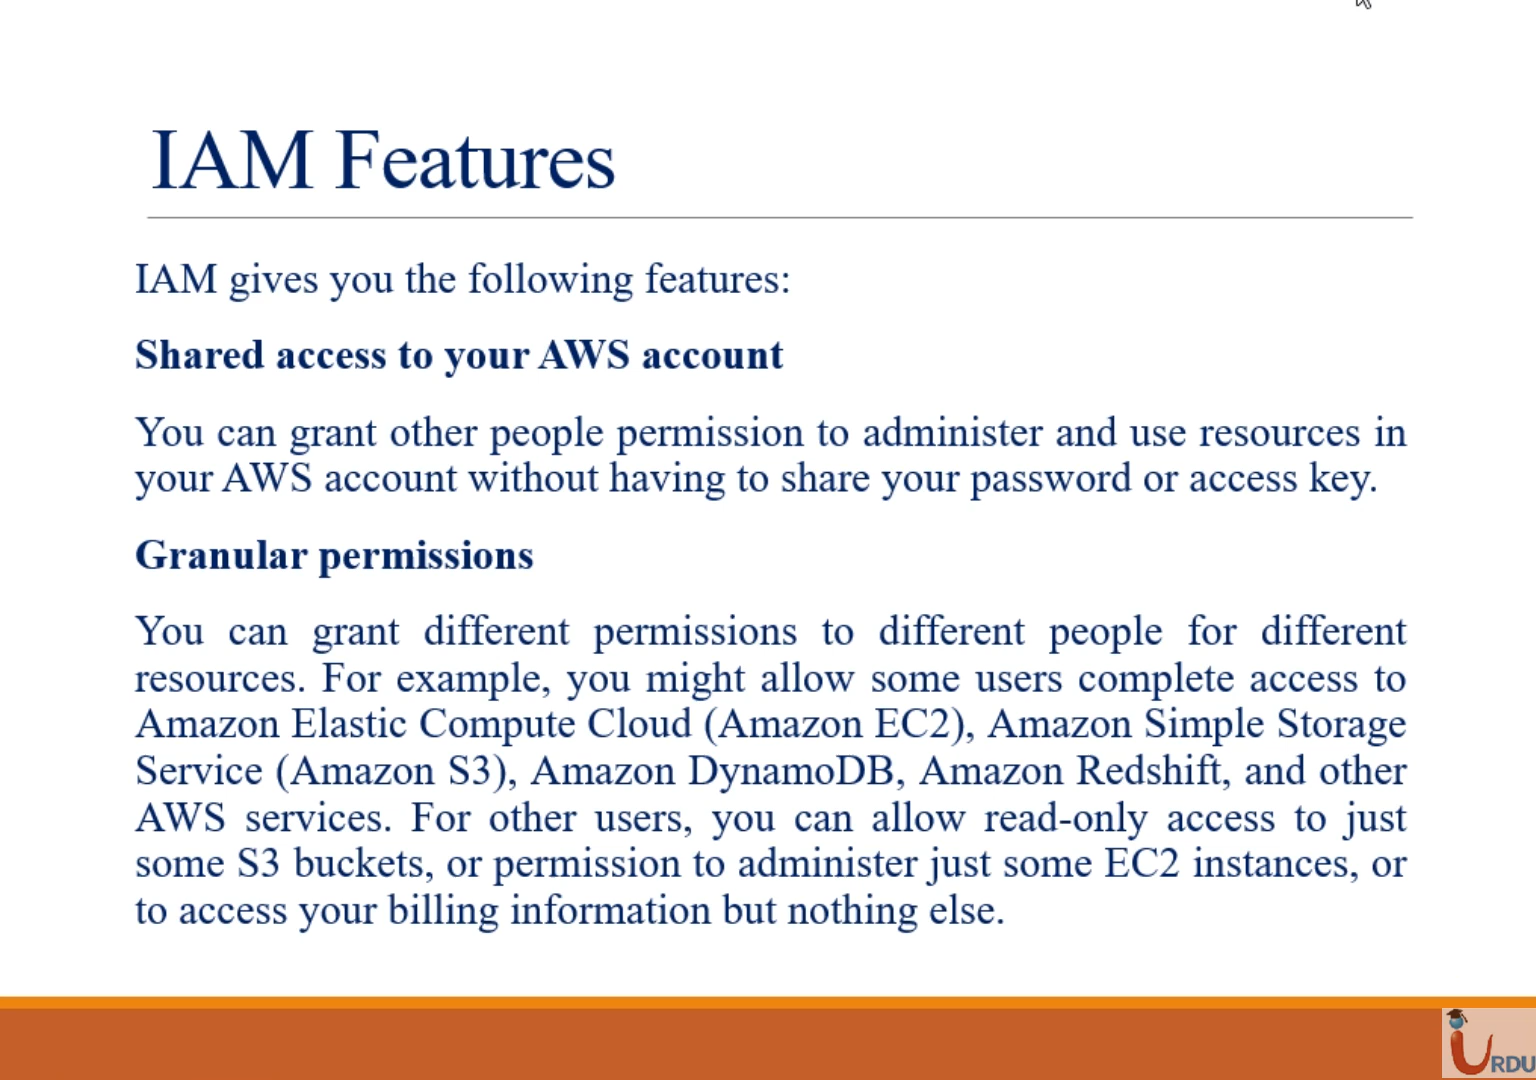 IAM Features
IAM gives you the following features:
Shared access to your AWS account
You can grant other people permission to administer and use resources in
your AWS account without having to share your password or access key.
Granular permissions
You can grant different permissions to different people for different
resources. For example, you might allow some users complete access to
Amazon Elastic Compute Cloud (Amazon EC2), Amazon Simple Storage
Service (Amazon S3), Amazon DynamoDB, Amazon Redshift, and other
AWS services. For other users, you can allow read-only access to just
some S3 buckets, or permission to administer just some EC2 instances, or
to access your billing information but nothing else.
iURDU